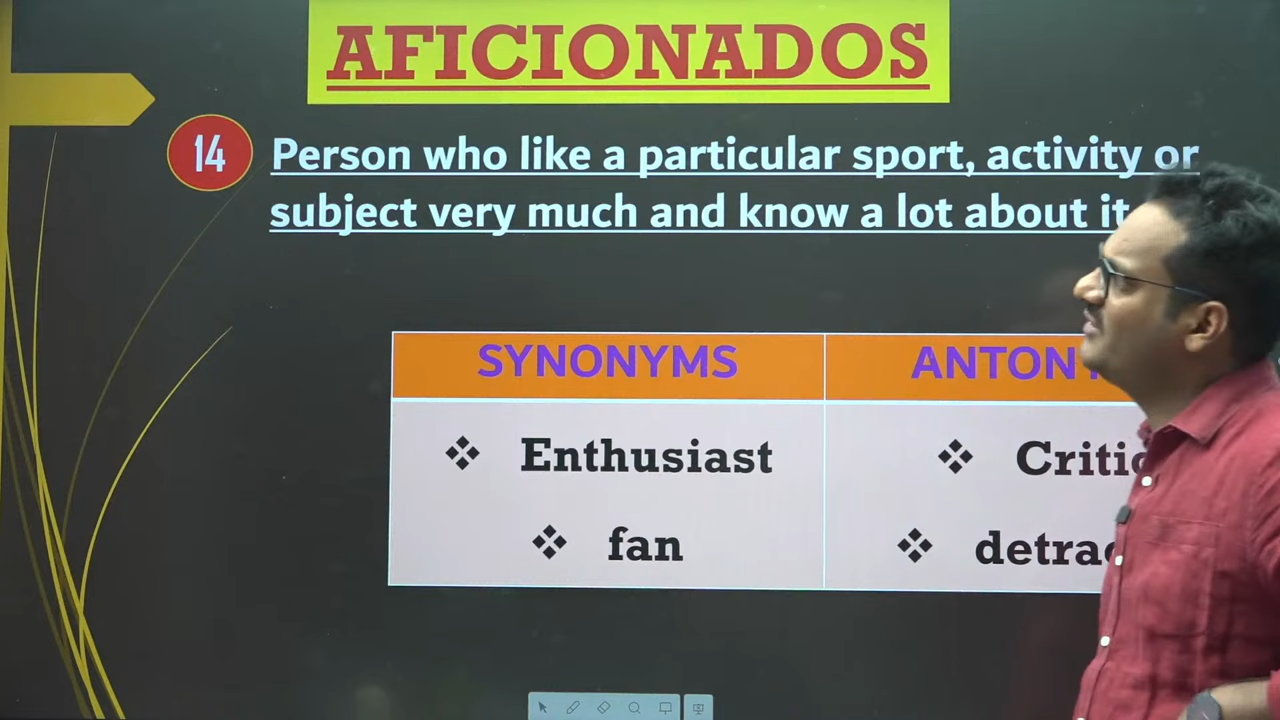 AFICIONADOS
14
Person who like a particular sport, activity or
subject very much and know a lot about it
SYNONYMS
Enthusiast
fan